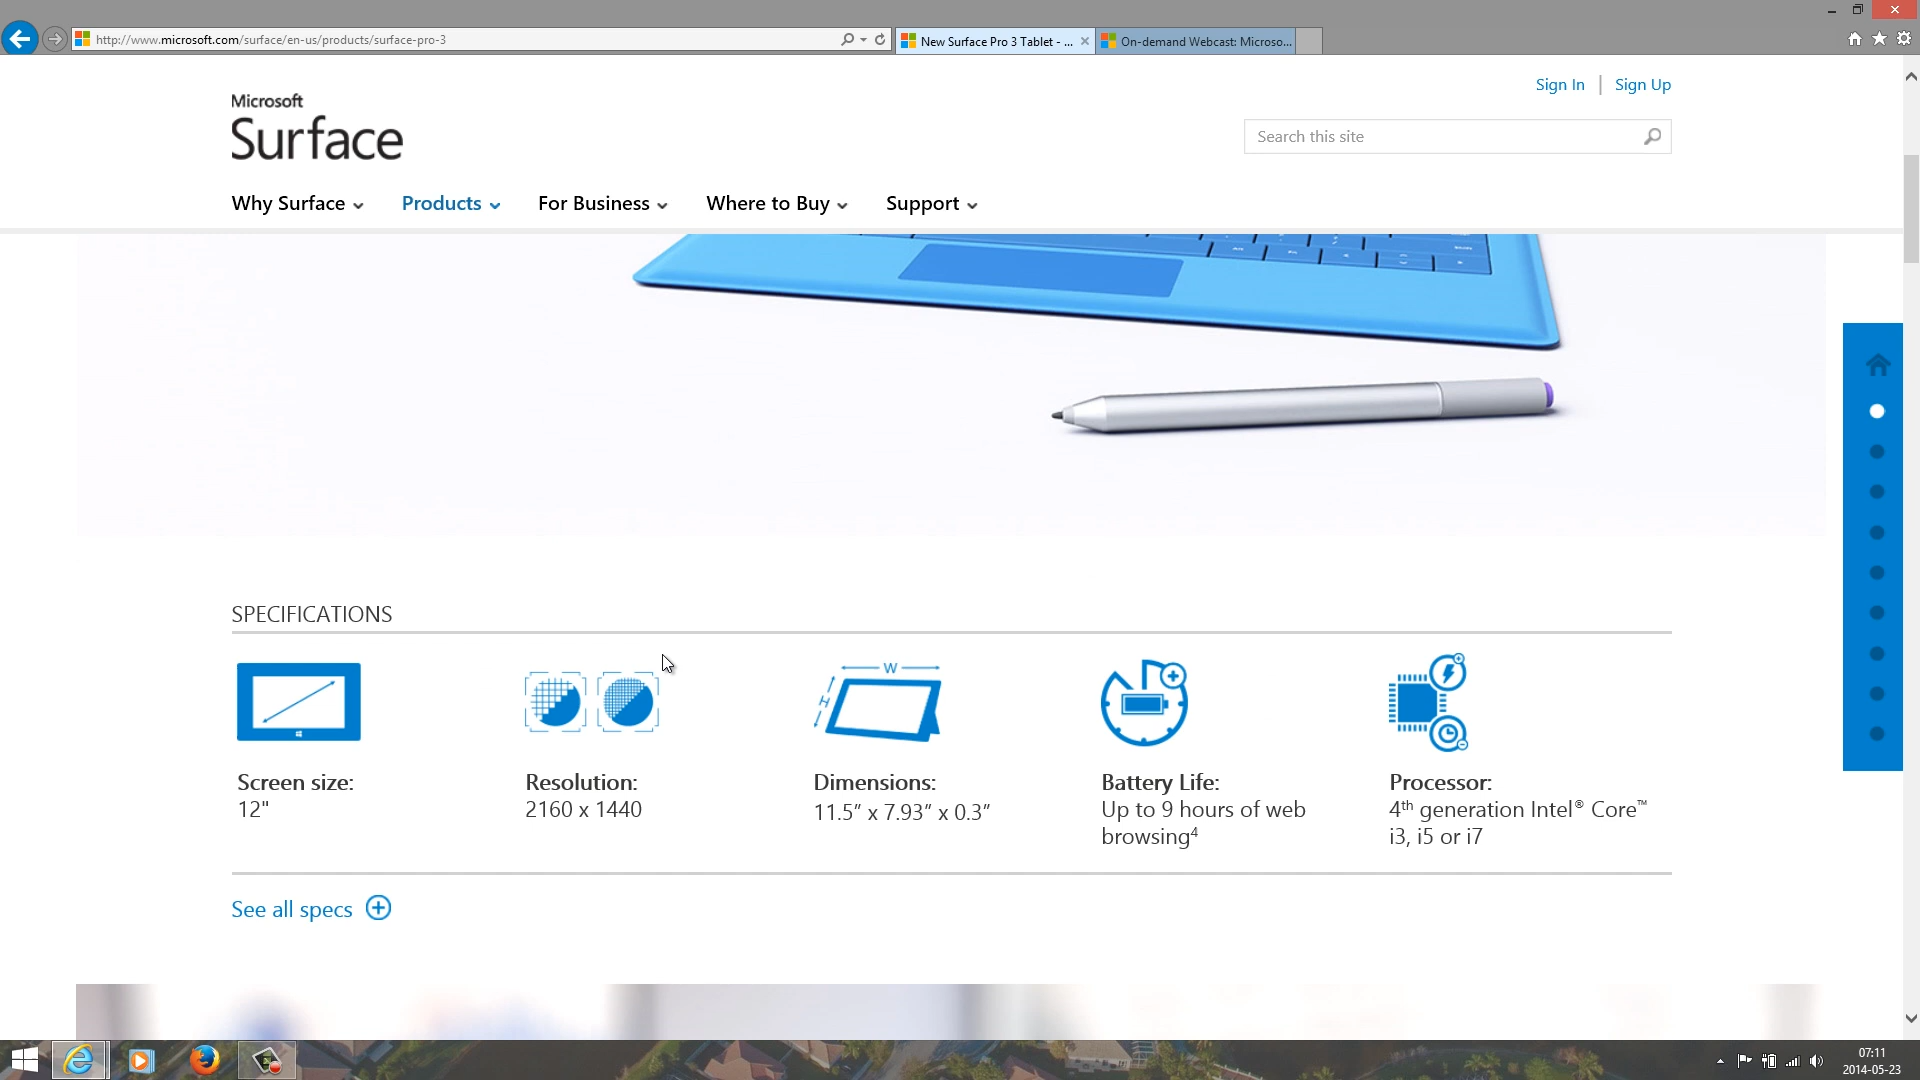 http://www.microsoft.com/surface/en-us/products/surface-pro-3
New Surface Pro 3 Tablet - ...
On-demand Webcast: Microso...
Sign In | Sign Up
Microsoft
Surface
Search this site
Why Surface
Products
For Business
Where to Buy
Support
SPECIFICATIONS
W
H
Screen size:
12"
Resolution:
2160 x 1440
Dimensions:
11.5” x 7.93” x 0.3”
Battery Life:
Up to 9 hours of web
browsing⁴
Processor:
4th generation Intel® Core™
i3, i5 or i7
See all specs
07:11
2014-05-23